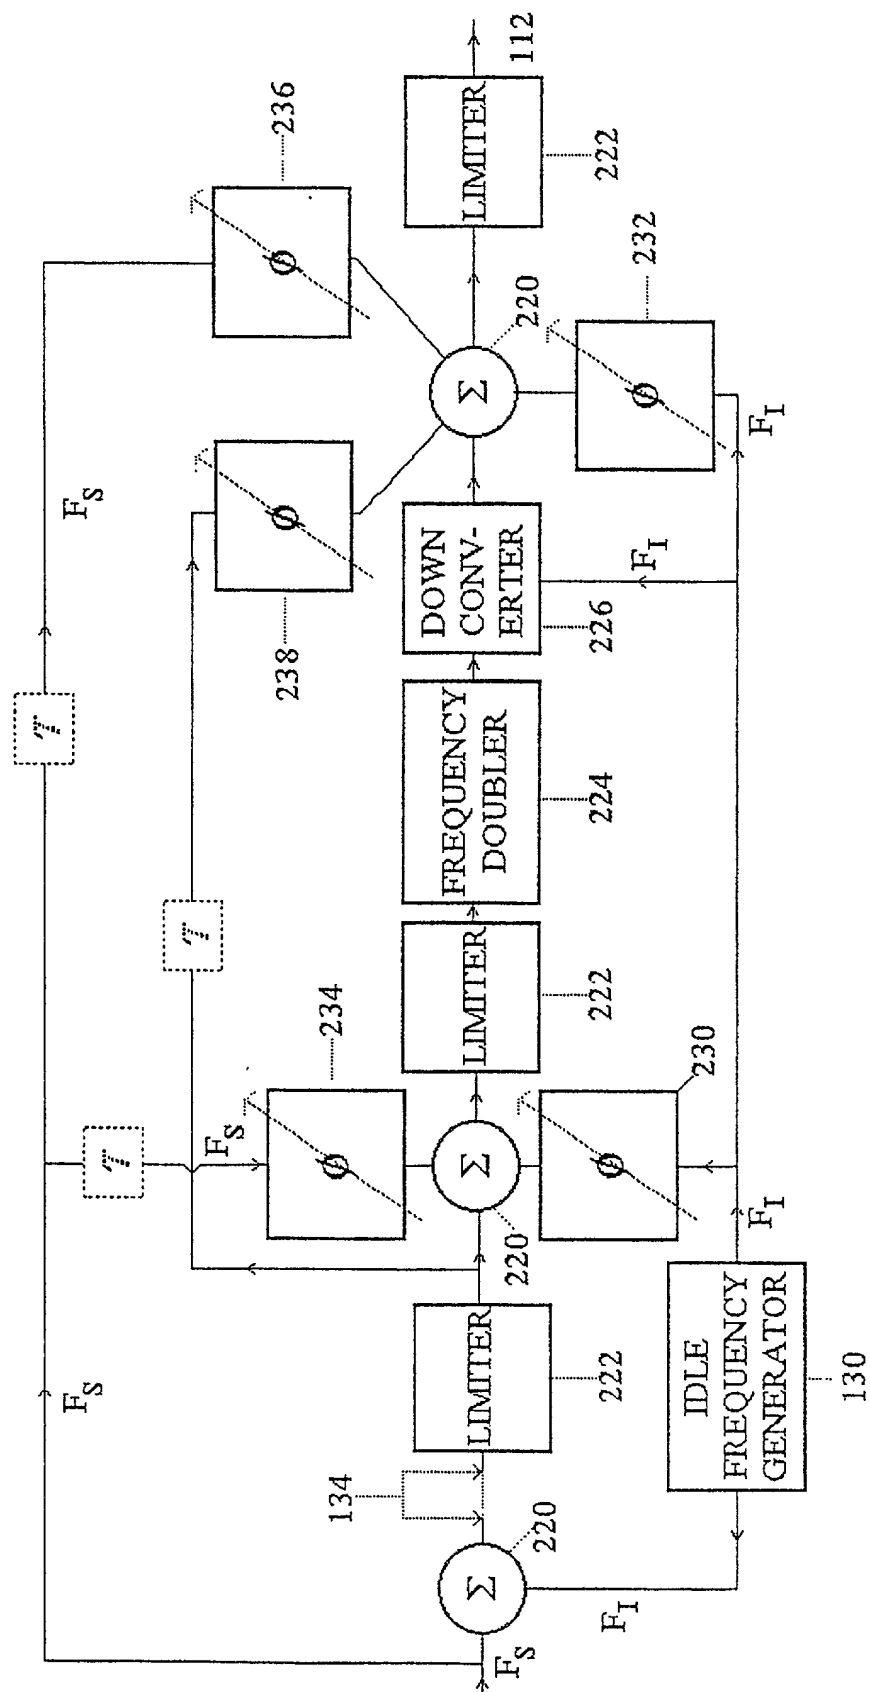 T
F_S
F_S
T
T
F_S
236
ϕ
238
ϕ
234
ϕ
134
F_S
Σ
220
LIMITER
222
Σ
220
LIMITER
222
FREQUENCY
DOUBLER
224
DOWN
CONV-
ERTER
226
Σ
220
LIMITER
222
112
ϕ
230
ϕ
232
F_I
F_I
F_I
F_I
IDLE
FREQUENCY
GENERATOR
130